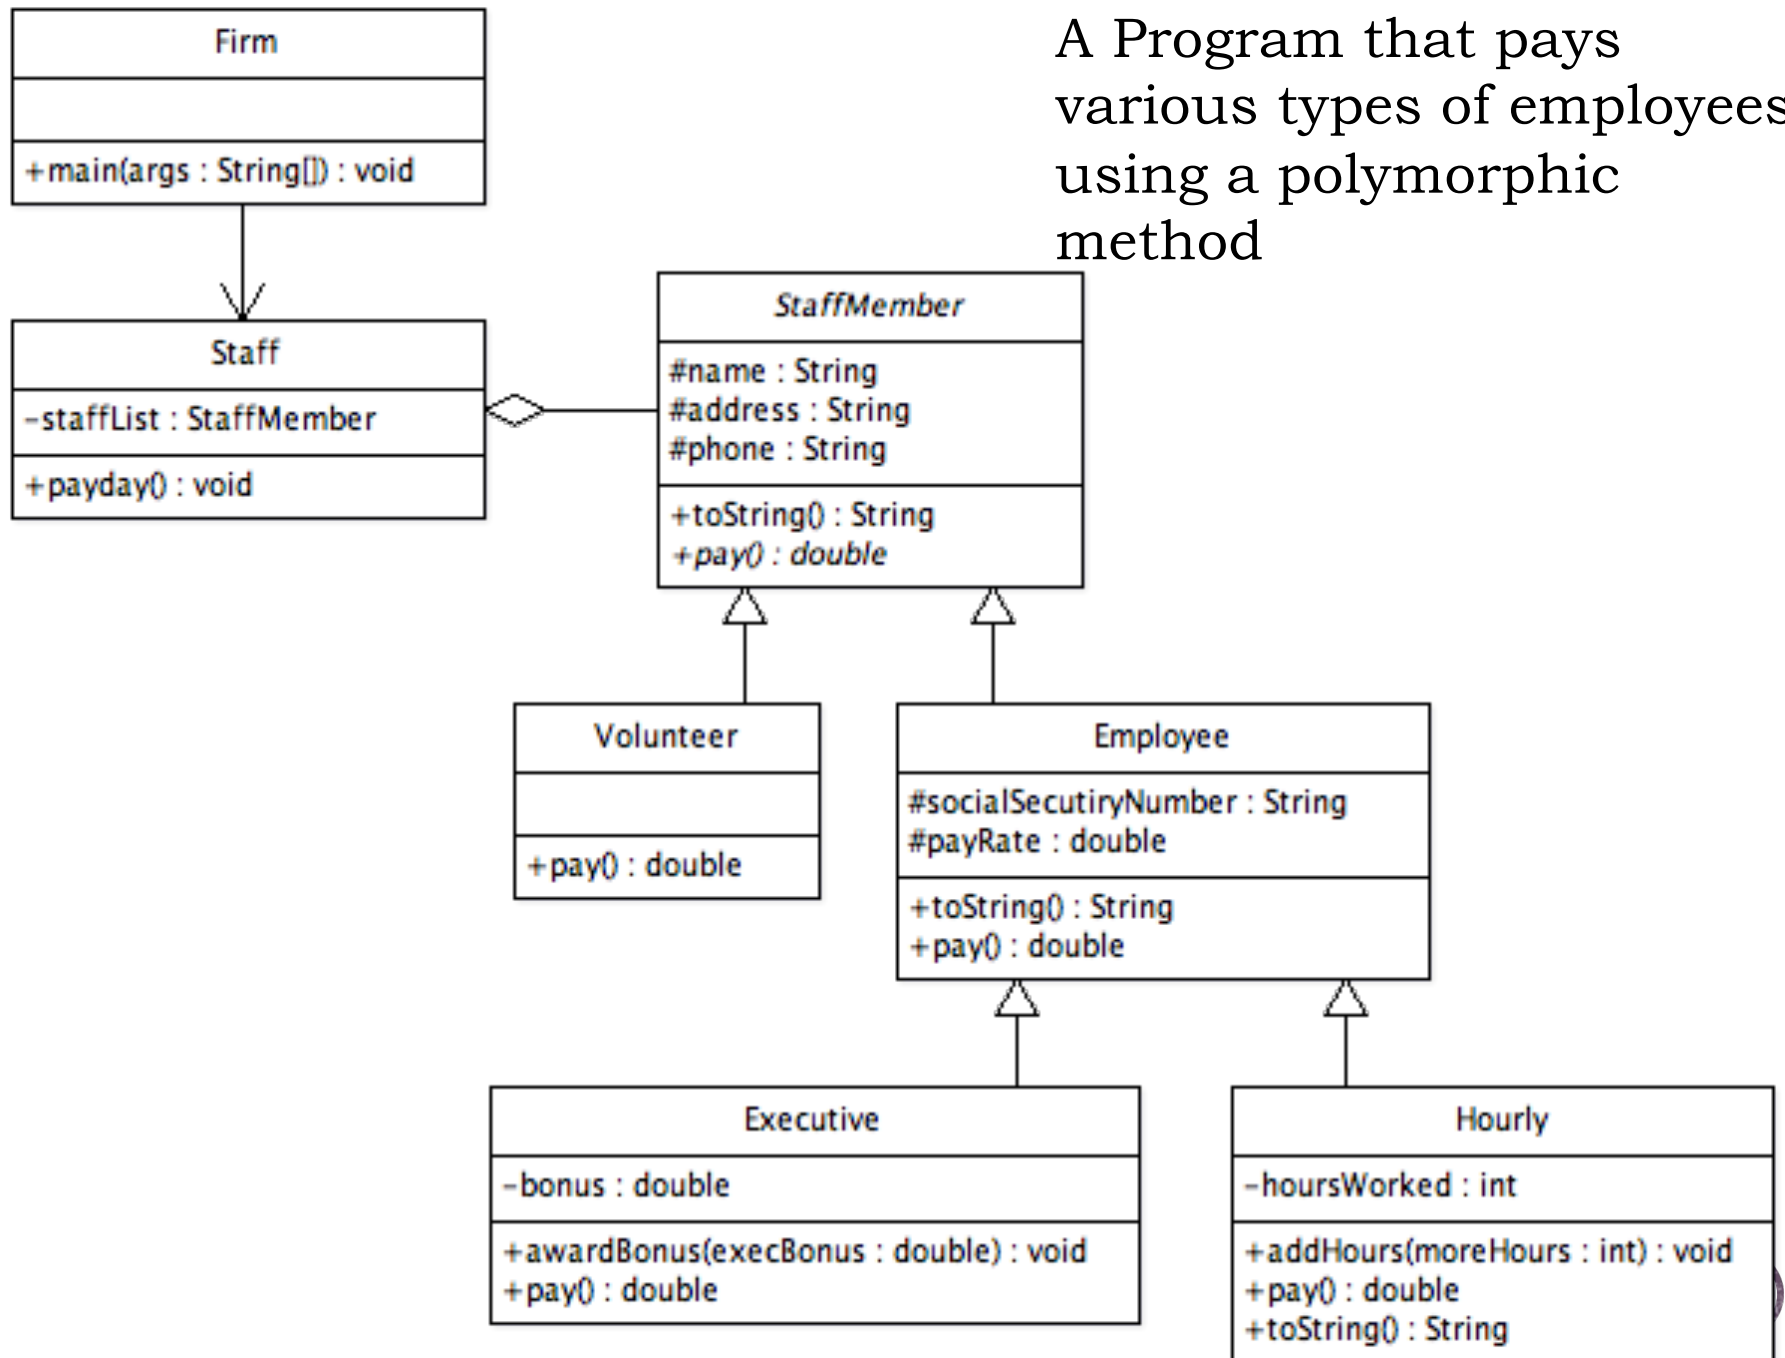 A Program that pays
various types of employees
using a polymorphic
method
Firm
+main(args : String[]) : void
Staff
-staffList : StaffMember
+payday() : void
StaffMember
#name : String
#address : String
#phone : String
+toString() : String
+pay() : double
Volunteer
+pay() : double
Employee
#socialSecutiryNumber : String
#payRate : double
+toString() : String
+pay() : double
Executive
-bonus : double
+awardBonus(execBonus : double) : void
+pay() : double
Hourly
-hoursWorked : int
+addHours(moreHours : int) : void
+pay() : double
+toString() : String